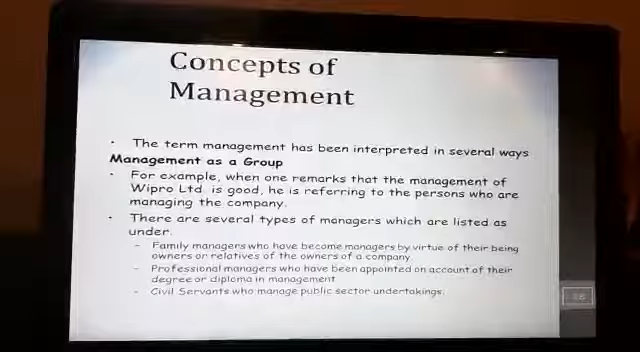 Concepts of
Management
· The term management has been interpreted in several ways
Management as a Group
· For example, when one remarks that the management of
Wipro Ltd. is good, he is referring to the persons who are
managing the company.
· There are several types of managers which are listed as
under.
– Family managers who have become managers by virtue of their being
owners or relatives of the owners of a company.
– Professional managers who have been appointed on account of their
degree or diploma in management
– Civil Servants who manage public sector undertakings.